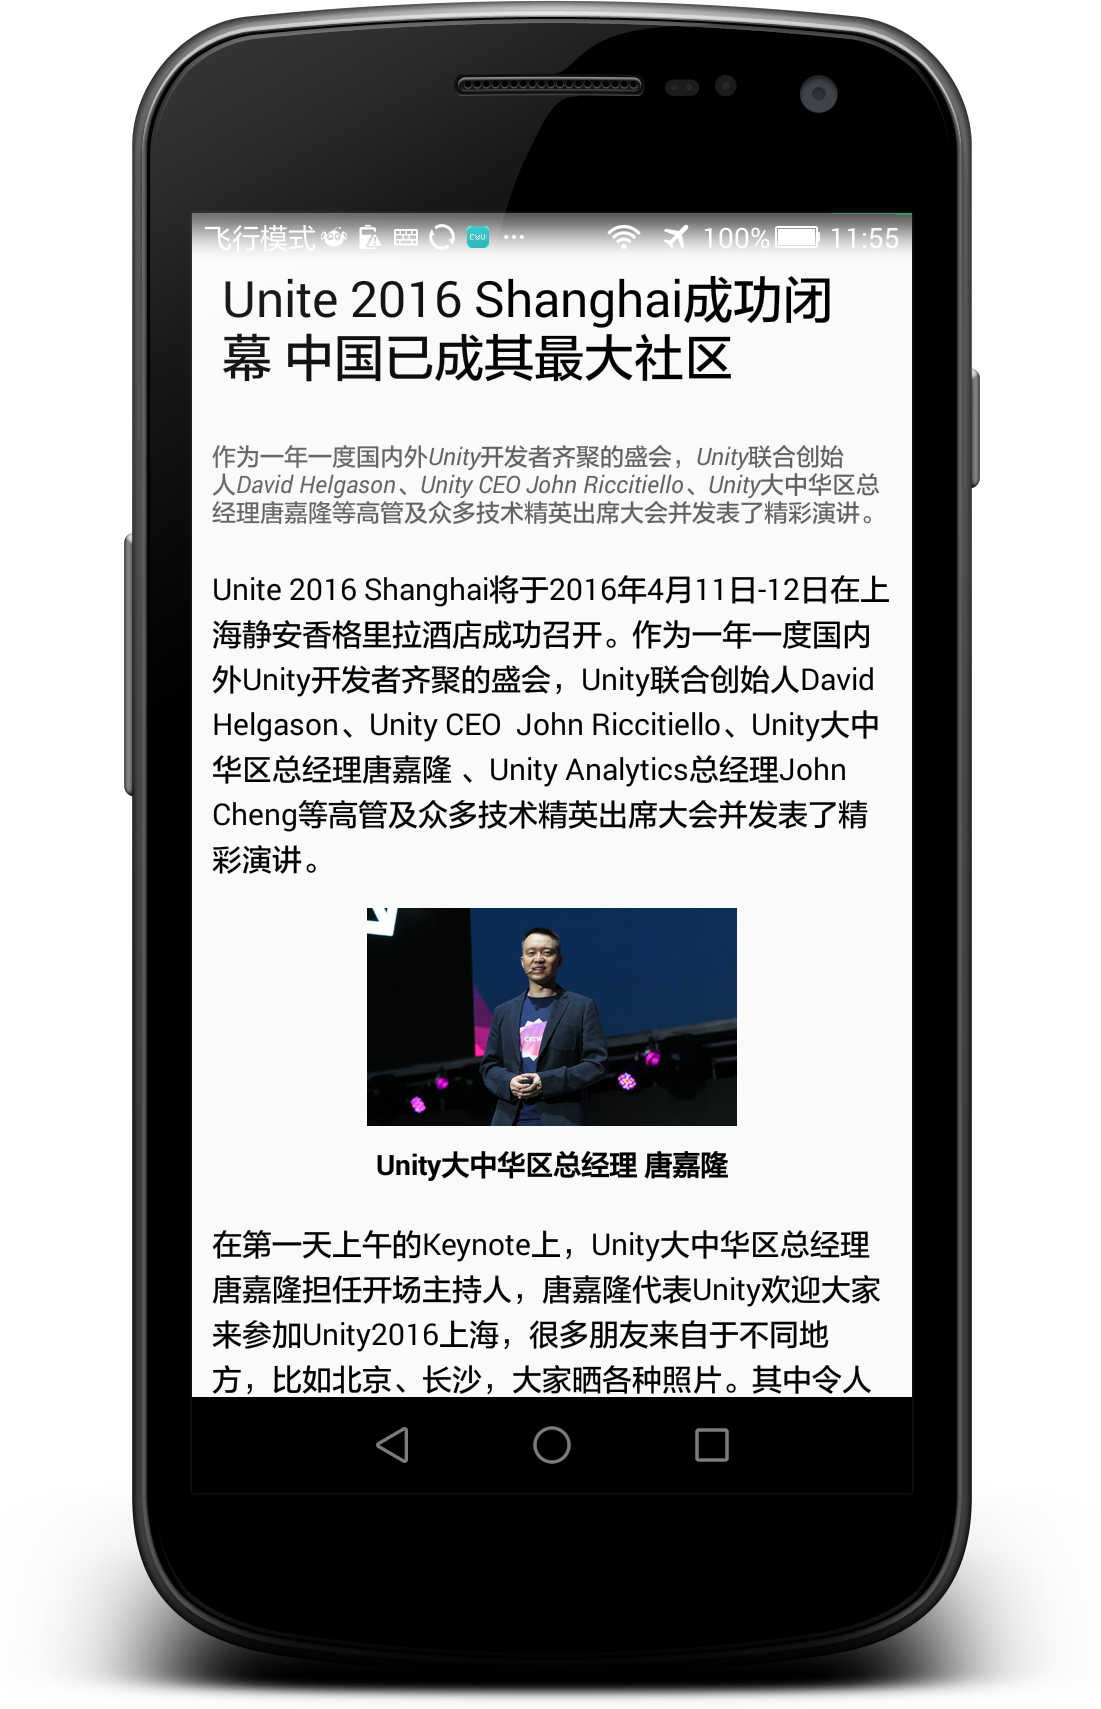 飞行模式 100% 11:55
Unite 2016 Shanghai成功闭
幕 中国已成其最大社区
作为一年一度国内外Unity开发者齐聚的盛会，Unity联合创始
人David Helgason、Unity CEO John Riccitiello、Unity大中华区总
经理唐嘉隆等高管及众多技术精英出席大会并发表了精彩演讲。
Unite 2016 Shanghai将于2016年4月11日-12日在上
海静安香格里拉酒店成功召开。作为一年一度国内
外Unity开发者齐聚的盛会，Unity联合创始人David
Helgason、Unity CEO  John Riccitiello、Unity大中
华区总经理唐嘉隆 、Unity Analytics总经理John
Cheng等高管及众多技术精英出席大会并发表了精
彩演讲。
CREW
Unity大中华区总经理 唐嘉隆
在第一天上午的Keynote上，Unity大中华区总经理
唐嘉隆担任开场主持人，唐嘉隆代表Unity欢迎大家
来参加Unity2016上海，很多朋友来自于不同地
方，比如北京、长沙，大家晒各种照片。其中令人